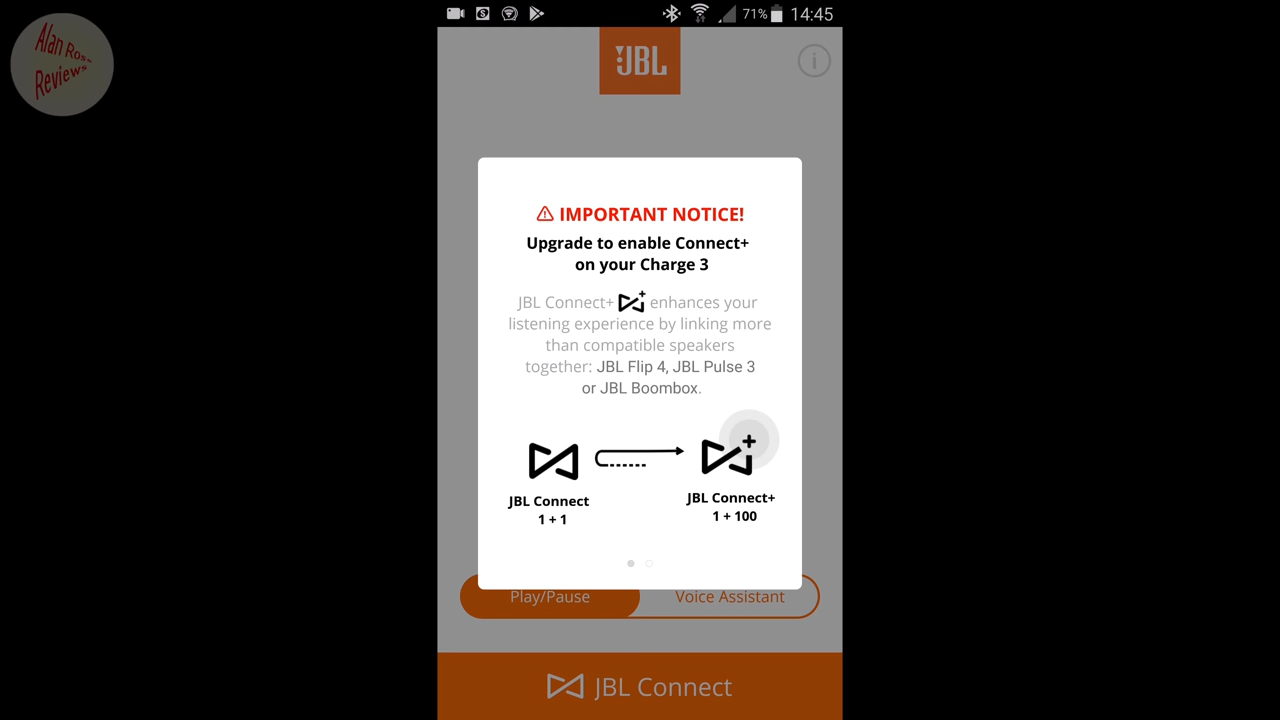 Alan Ross
Reviews
71% 14:45
JBL
i
IMPORTANT NOTICE!
Upgrade to enable Connect+
on your Charge 3
JBL Connect+ enhances your
listening experience by linking more
than compatible speakers
together: JBL Flip 4, JBL Pulse 3
or JBL Boombox.
JBL Connect
1 + 1
JBL Connect+
1 + 100
Play/Pause
Voice Assistant
JBL Connect